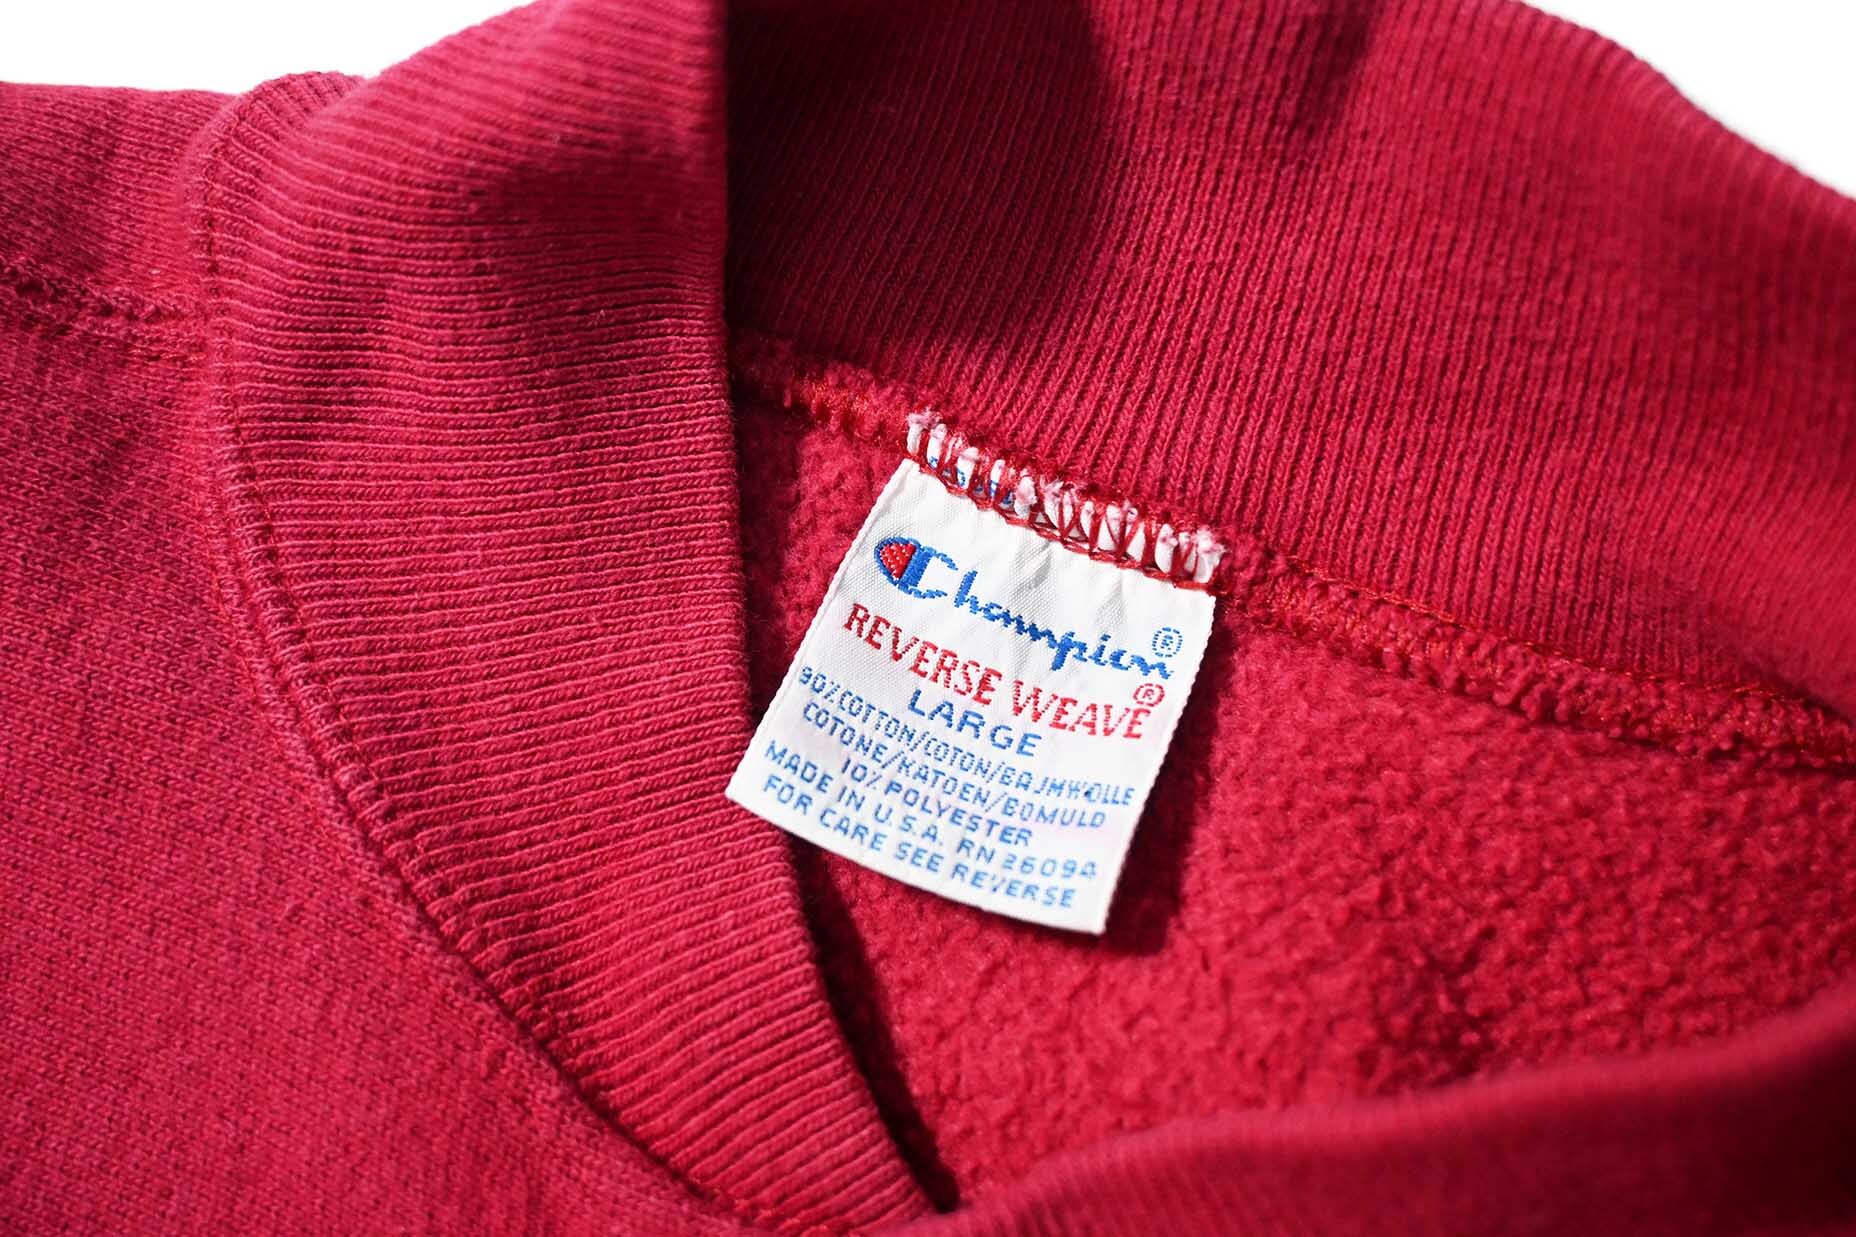 Champion®
REVERSE WEAVE®
LARGE
90% COTTON/COTON/BAUMWOLLE
COTONE/KATOEN/BOMULD
10% POLYESTER
MADE IN U.S.A. RN 26094
FOR CARE SEE REVERSE